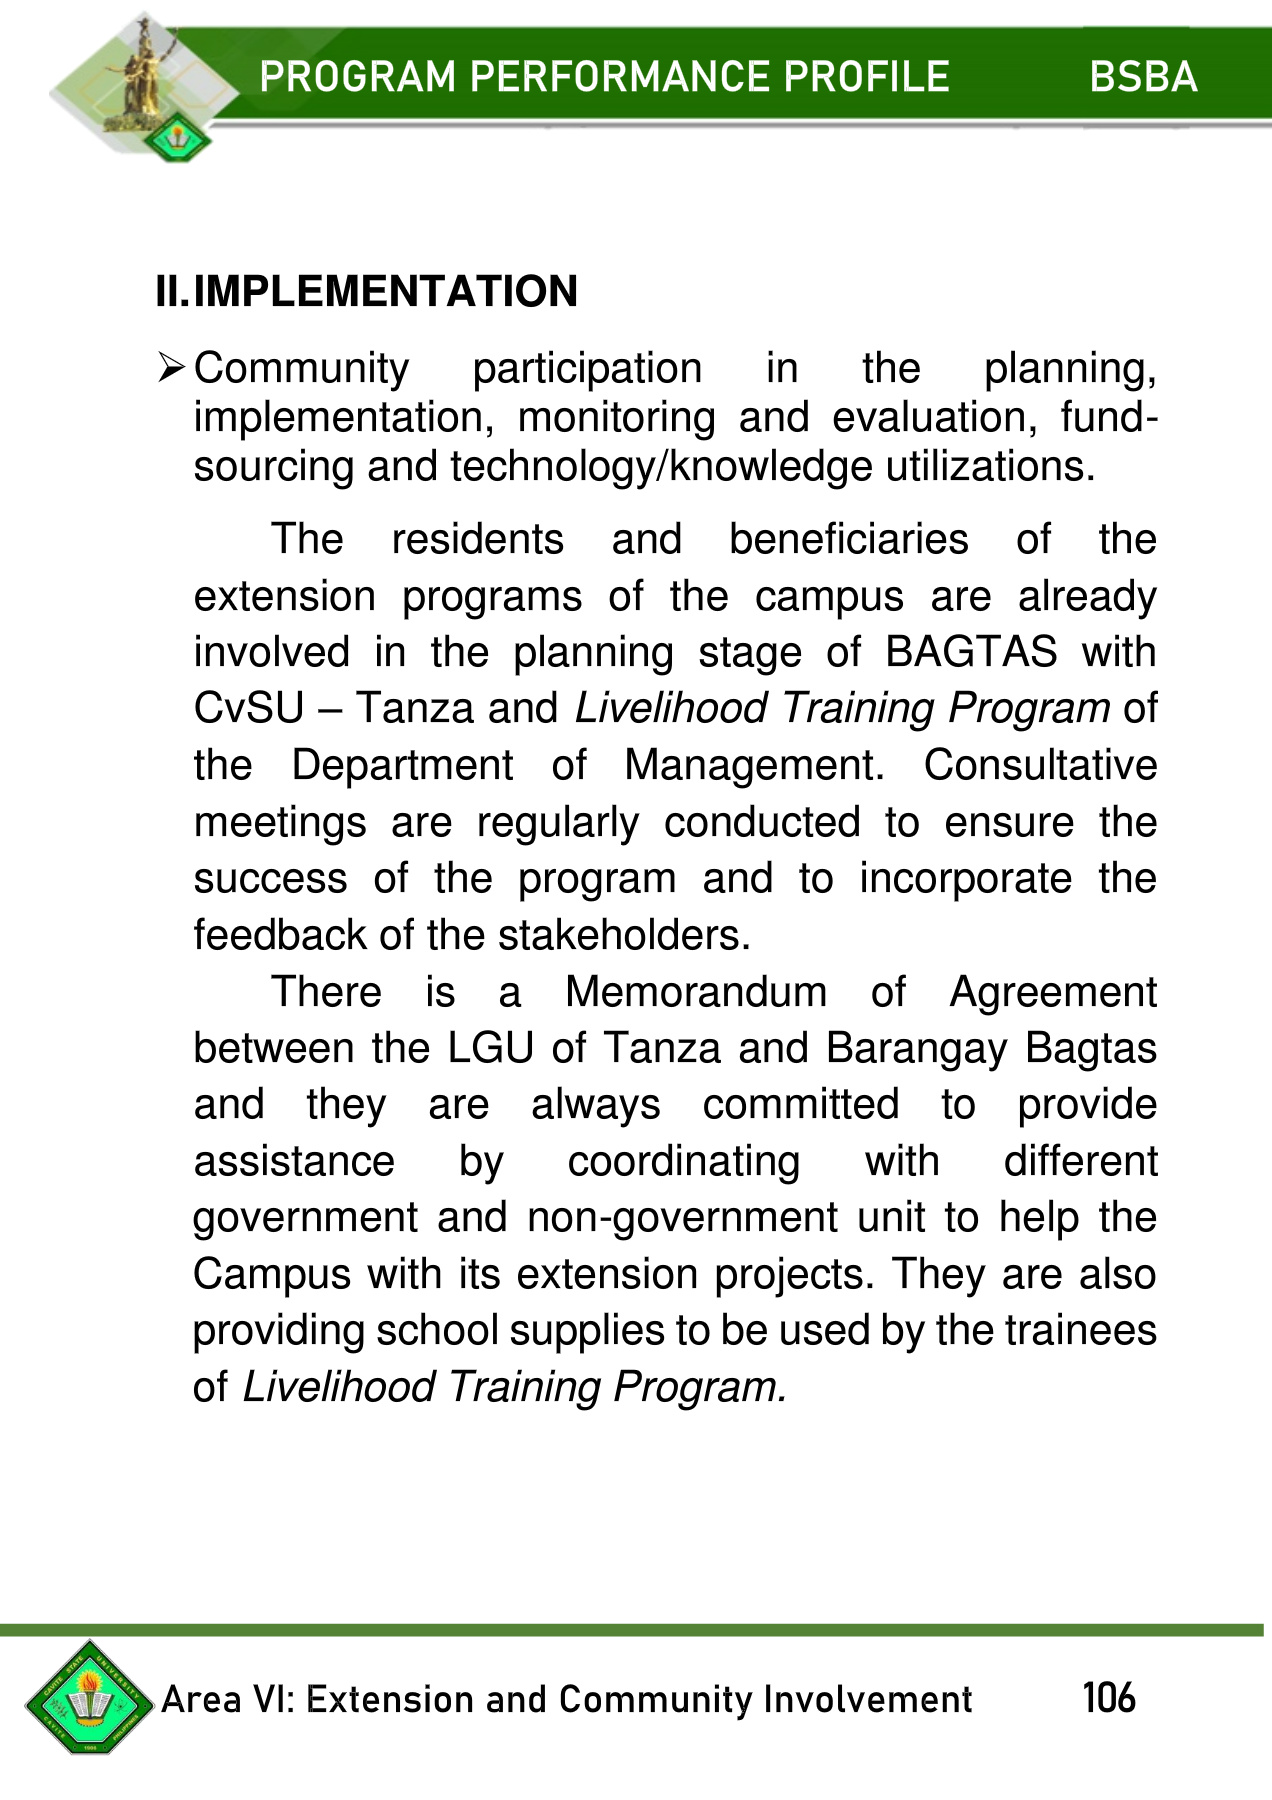 PROGRAM PERFORMANCE PROFILE BSBA
II. IMPLEMENTATION
➢ Community participation in the planning,
implementation, monitoring and evaluation, fund-
sourcing and technology/knowledge utilizations.
The residents and beneficiaries of the
extension programs of the campus are already
involved in the planning stage of BAGTAS with
CvSU – Tanza and Livelihood Training Program of
the Department of Management. Consultative
meetings are regularly conducted to ensure the
success of the program and to incorporate the
feedback of the stakeholders.
There is a Memorandum of Agreement
between the LGU of Tanza and Barangay Bagtas
and they are always committed to provide
assistance by coordinating with different
government and non-government unit to help the
Campus with its extension projects. They are also
providing school supplies to be used by the trainees
of Livelihood Training Program.
CAVITE STATE UNIVERSITY
CAVITE PHILIPPINES
1906
Area VI: Extension and Community Involvement 106